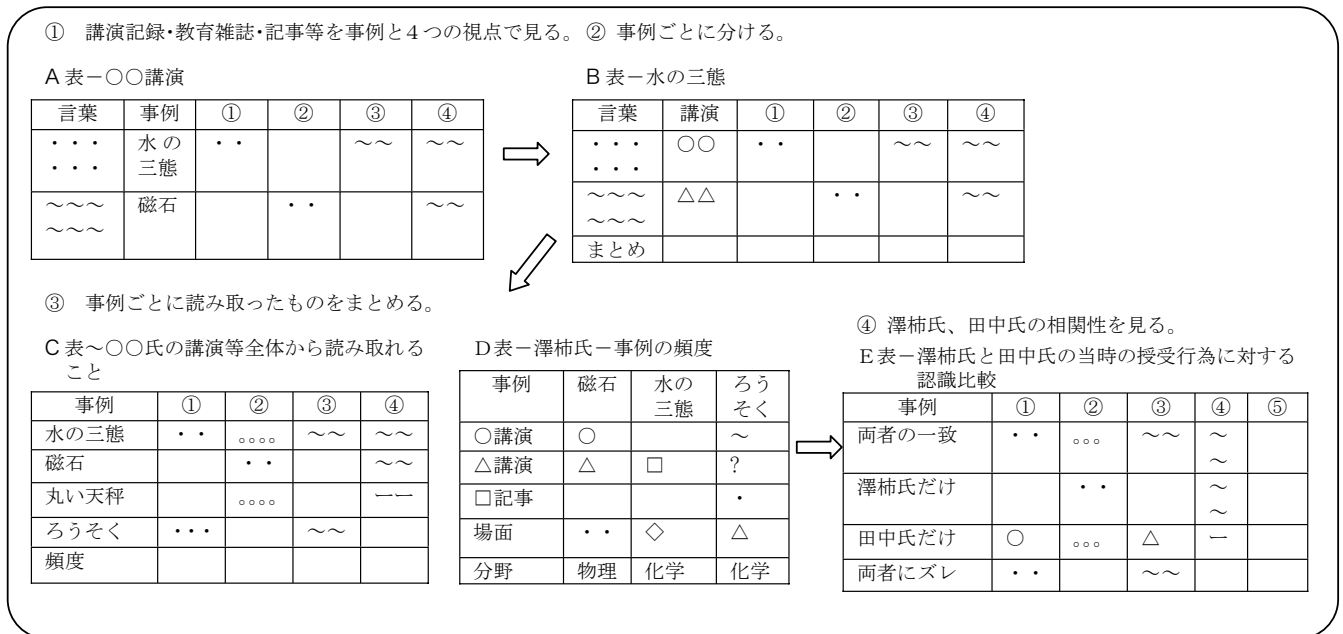 ① 講演記録・教育雑誌・記事等を事例と4つの視点で見る。 ② 事例ごとに分ける。
A 表－○○講演
言葉 事例 ① ② ③ ④
・・・ 水の ・・ ～～ ～～
・・・ 三態
～～～ 磁石 ・・ ～～
～～～
B 表－水の三態
言葉 講演 ① ② ③ ④
・・・ ○○ ・・ ～～ ～～
・・・
～～～ △△ ・・ ～～
～～～
まとめ
③ 事例ごとに読み取ったものをまとめる。
C 表～○○氏の講演等全体から読み取れる
こと
事例 ① ② ③ ④
水の三態 ・・ 。。。。 ～～ ～～
磁石 ・・ ～～
丸い天秤 。。。。 ーー
ろうそく ・・・ ～～
頻度
D表－澤柿氏－事例の頻度
事例 磁石 水の ろう
三態 そく
○講演 ○ ～
△講演 △ □ ?
□記事 ・
場面 ・・ ◇ △
分野 物理 化学 化学
④ 澤柿氏、田中氏の相関性を見る。
E表－澤柿氏と田中氏の当時の授受行為に対する
認識比較
事例 ① ② ③ ④ ⑤
両者の一致 ・・ 。。。 ～～ ～
～
澤柿氏だけ ・・ ～
～
田中氏だけ ○ 。。。 △ ー
両者にズレ ・・ ～～